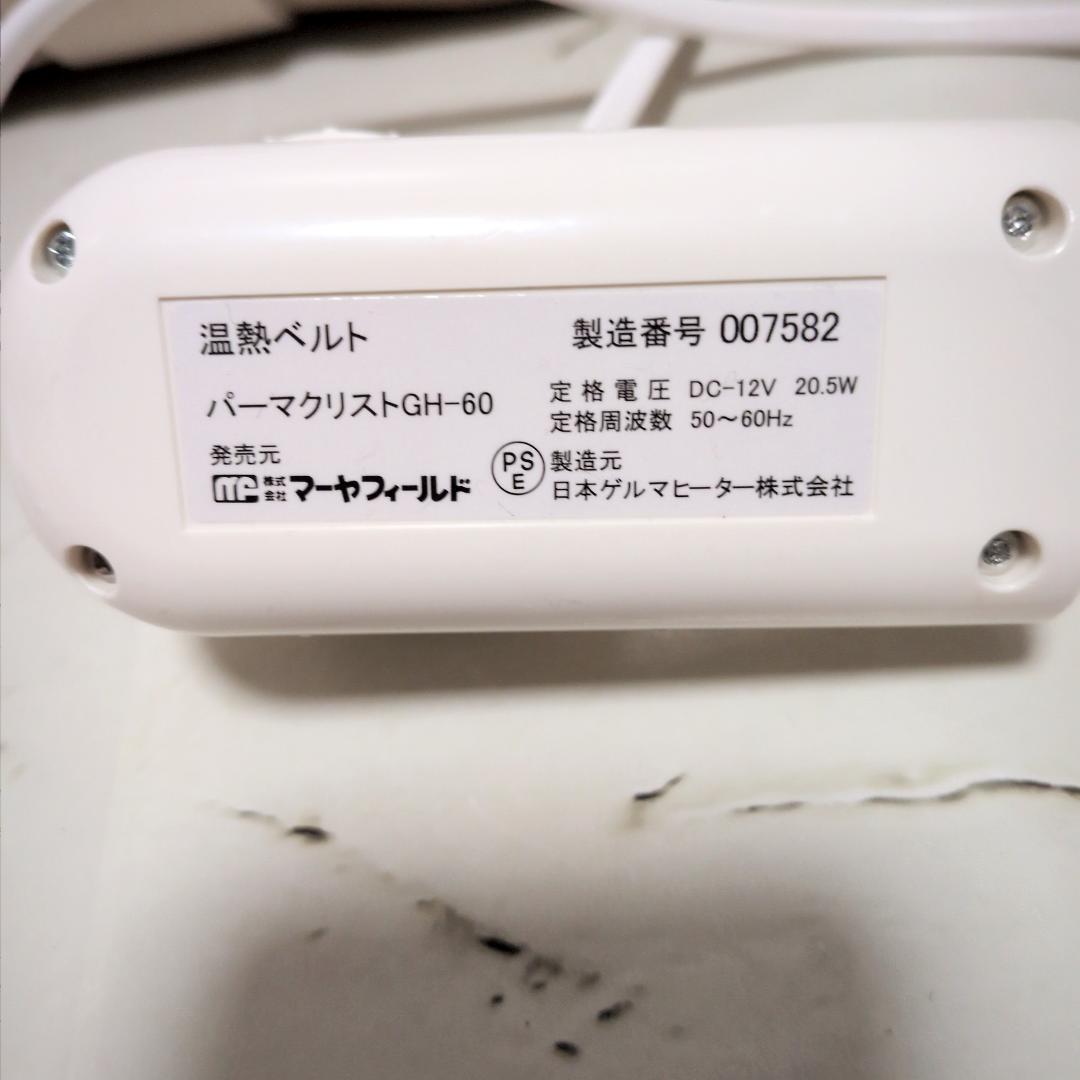 温熱ベルト
製造番号 007582
パーマクリストGH-60
定格電圧 DC-12V 20.5W
定格周波数 50〜60Hz
発売元
mc 株式会社 マーヤフィールド
PSE
製造元
日本ゲルマヒーター株式会社